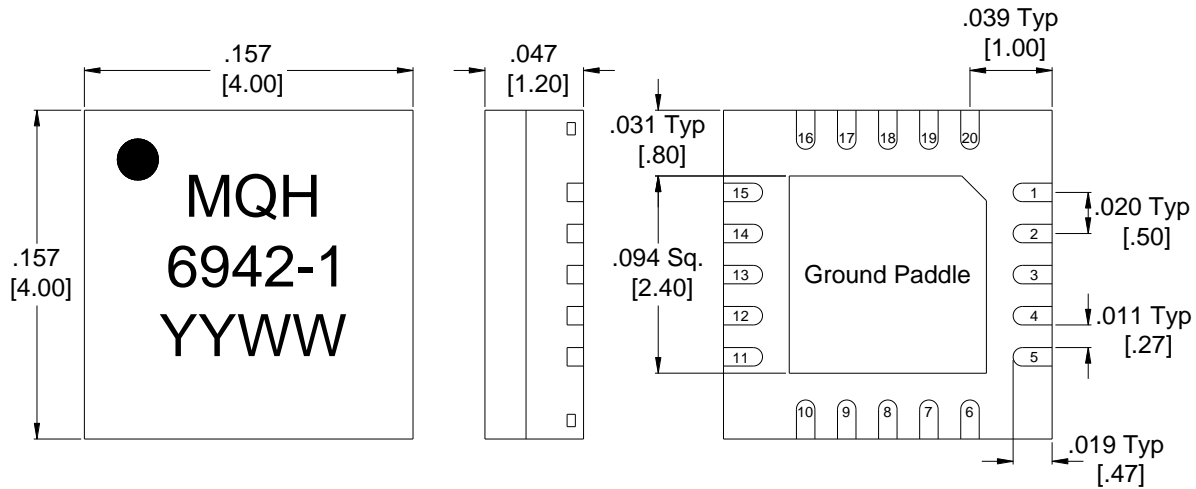 .157
[4.00]
.157
[4.00]
MQH
6942-1
YYWW
.047
[1.20]
.039 Typ
[1.00]
.031 Typ
[.80]
.094 Sq.
[2.40]
16 17 18 19 20
15
14
13
12
11
Ground Paddle
1
2
3
4
5
10 9 8 7 6
.020 Typ
[.50]
.011 Typ
[.27]
.019 Typ
[.47]